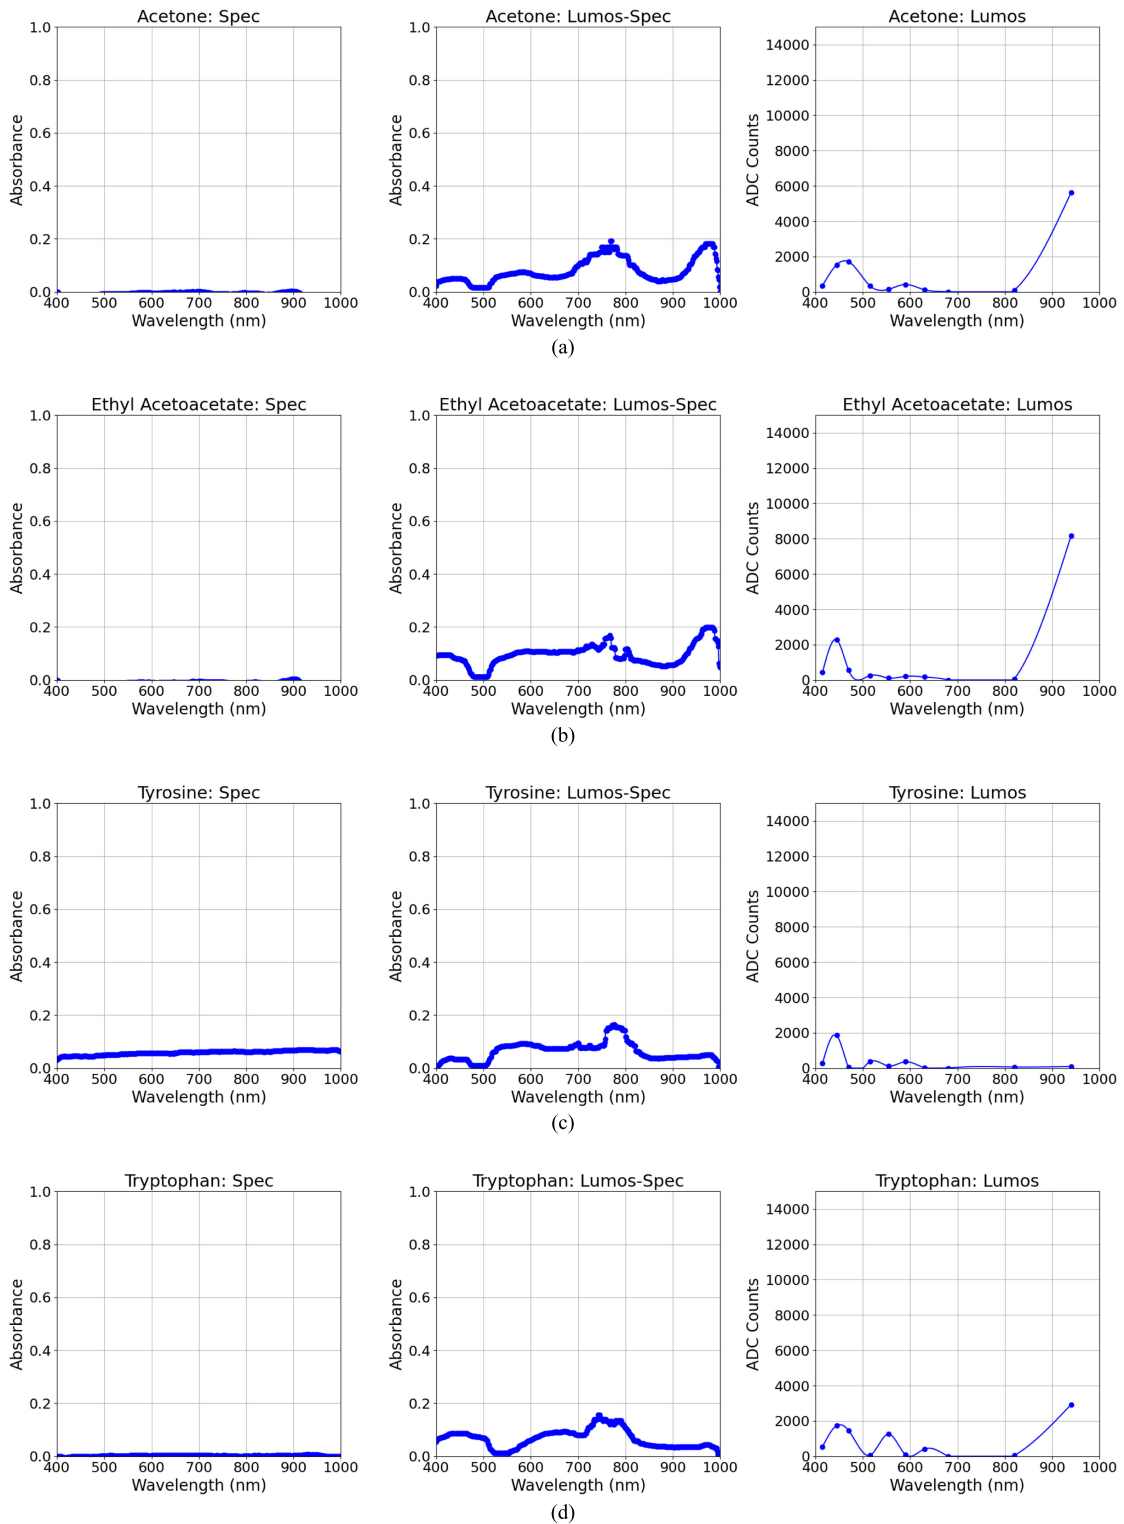 Acetone: Spec
Acetone: Lumos-Spec
Acetone: Lumos
1.0
0.8
0.6
0.4
0.2
0.0
Absorbance
400 500 600 700 800 900 1000
Wavelength (nm)
1.0
0.8
0.6
0.4
0.2
0.0
Absorbance
400 500 600 700 800 900 1000
Wavelength (nm)
14000
12000
10000
8000
6000
4000
2000
0
ADC Counts
400 500 600 700 800 900 1000
Wavelength (nm)
(a)
Ethyl Acetoacetate: Spec
Ethyl Acetoacetate: Lumos-Spec
Ethyl Acetoacetate: Lumos
1.0
0.8
0.6
0.4
0.2
0.0
Absorbance
400 500 600 700 800 900 1000
Wavelength (nm)
1.0
0.8
0.6
0.4
0.2
0.0
Absorbance
400 500 600 700 800 900 1000
Wavelength (nm)
14000
12000
10000
8000
6000
4000
2000
0
ADC Counts
400 500 600 700 800 900 1000
Wavelength (nm)
(b)
Tyrosine: Spec
Tyrosine: Lumos-Spec
Tyrosine: Lumos
1.0
0.8
0.6
0.4
0.2
0.0
Absorbance
400 500 600 700 800 900 1000
Wavelength (nm)
1.0
0.8
0.6
0.4
0.2
0.0
Absorbance
400 500 600 700 800 900 1000
Wavelength (nm)
14000
12000
10000
8000
6000
4000
2000
0
ADC Counts
400 500 600 700 800 900 1000
Wavelength (nm)
(c)
Tryptophan: Spec
Tryptophan: Lumos-Spec
Tryptophan: Lumos
1.0
0.8
0.6
0.4
0.2
0.0
Absorbance
400 500 600 700 800 900 1000
Wavelength (nm)
1.0
0.8
0.6
0.4
0.2
0.0
Absorbance
400 500 600 700 800 900 1000
Wavelength (nm)
14000
12000
10000
8000
6000
4000
2000
0
ADC Counts
400 500 600 700 800 900 1000
Wavelength (nm)
(d)